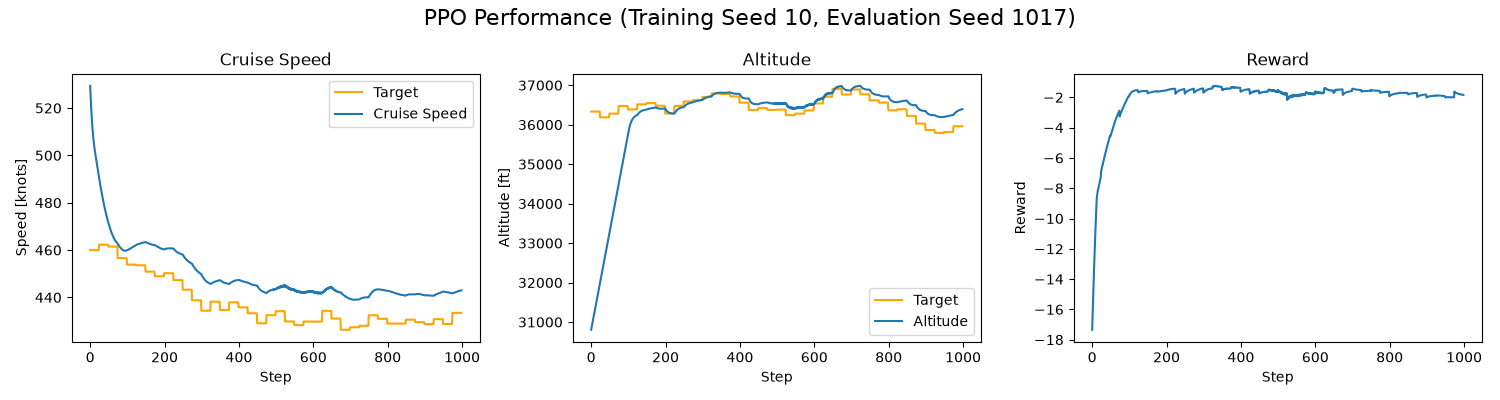 PPO Performance (Training Seed 10, Evaluation Seed 1017)
Cruise Speed
Speed [knots]
520
500
480
460
440
0 200 400 600 800 1000
Step
Target
Cruise Speed
Altitude
Altitude [ft]
37000
36000
35000
34000
33000
32000
31000
0 200 400 600 800 1000
Step
Target
Altitude
Reward
Reward
−2
−4
−6
−8
−10
−12
−14
−16
−18
0 200 400 600 800 1000
Step